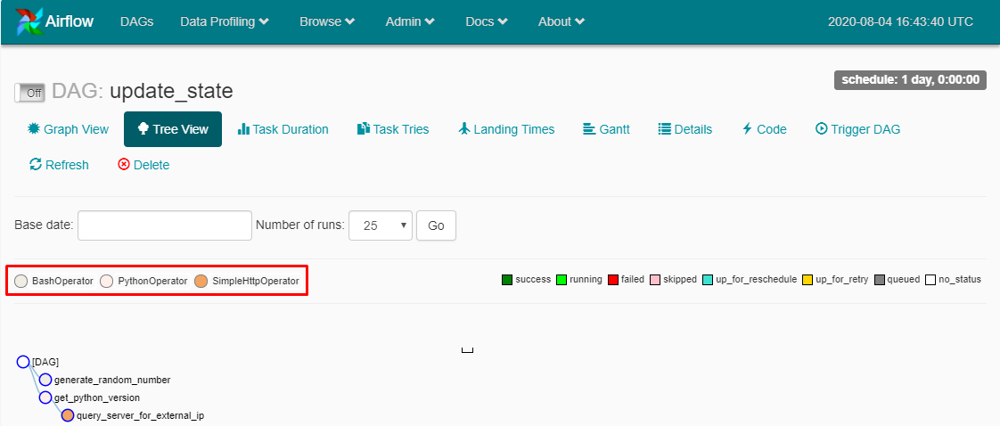 Airflow DAGs Data Profiling Browse Admin Docs About 2020-08-04 16:43:40 UTC
schedule: 1 day, 0:00:00
Off DAG: update_state
Graph View Tree View Task Duration Task Tries Landing Times Gantt Details Code Trigger DAG
Refresh Delete
Base date: Number of runs: 25 Go
BashOperator PythonOperator SimpleHttpOperator success running failed skipped up_for_reschedule up_for_retry queued no_status
[DAG]
generate_random_number
get_python_version
query_server_for_external_ip